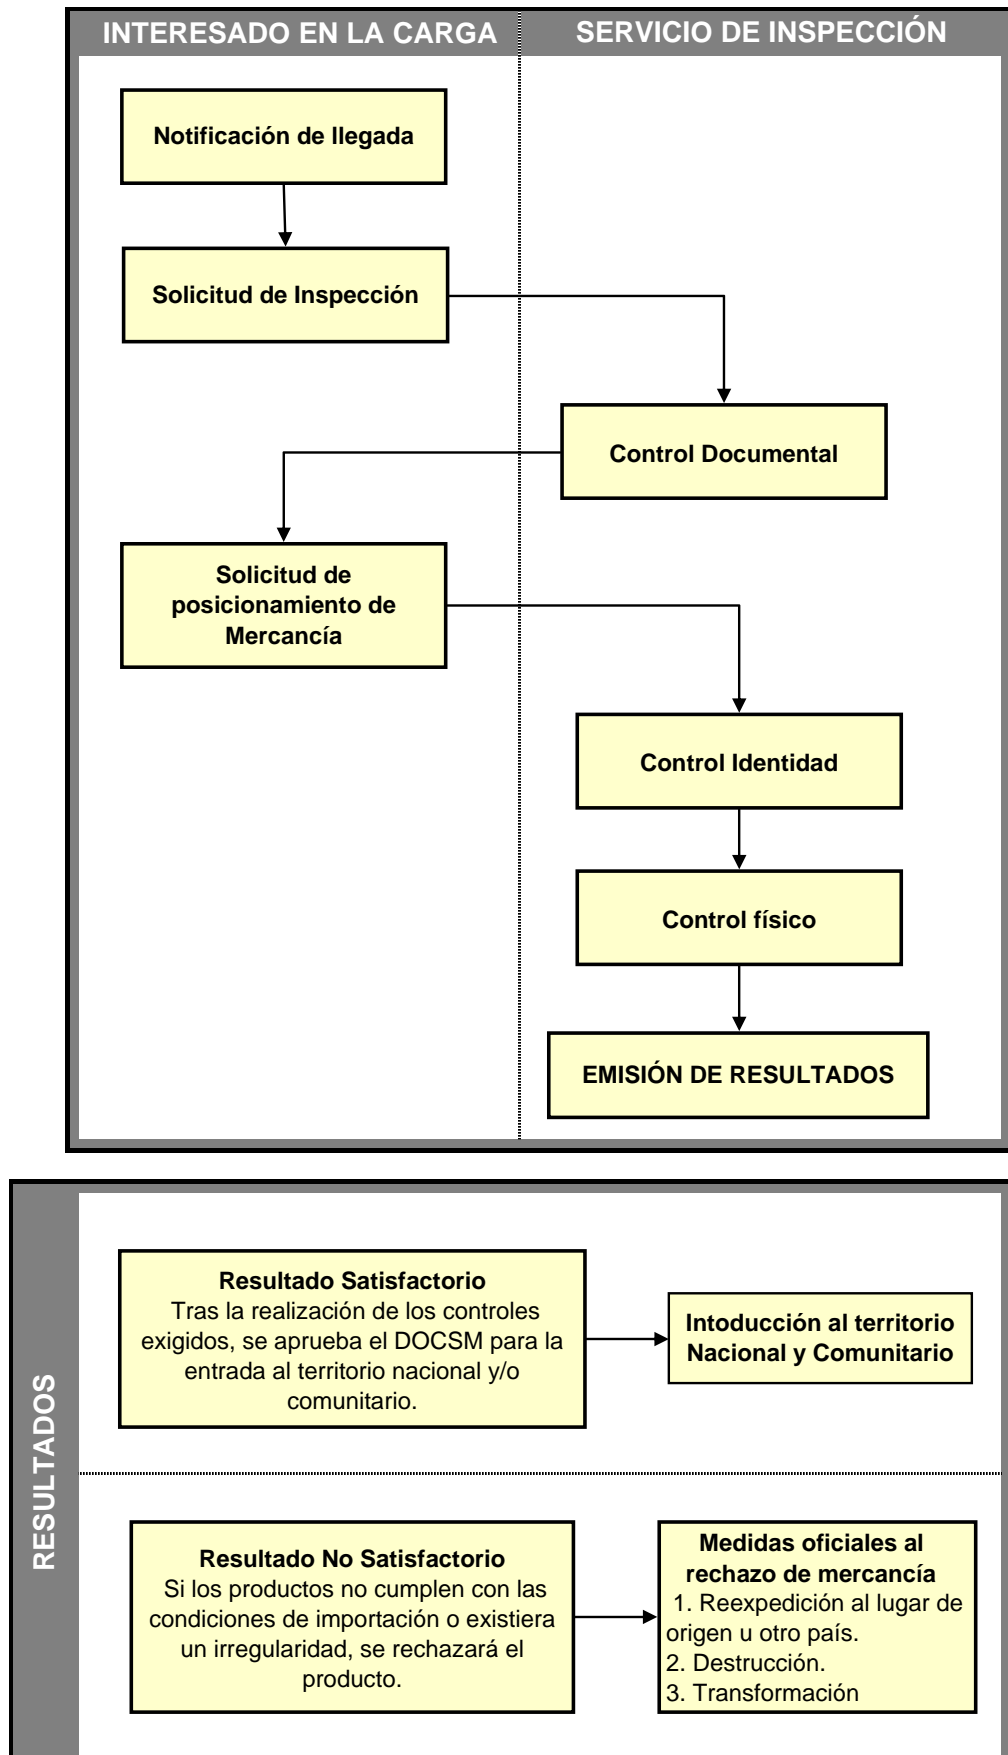 INTERESADO EN LA CARGA
SERVICIO DE INSPECCIÓN
Notificación de llegada
Solicitud de Inspección
Control Documental
Solicitud de
posicionamiento de
Mercancía
Control Identidad
Control físico
EMISIÓN DE RESULTADOS
RESULTADOS
Resultado Satisfactorio
Tras la realización de los controles
exigidos, se aprueba el DOCSM para la
entrada al territorio nacional y/o
comunitario.
Intoducción al territorio
Nacional y Comunitario
Resultado No Satisfactorio
Si los productos no cumplen con las
condiciones de importación o existiera
un irregularidad, se rechazará el
producto.
Medidas oficiales al
rechazo de mercancía
1. Reexpedición al lugar de
origen u otro país.
2. Destrucción.
3. Transformación